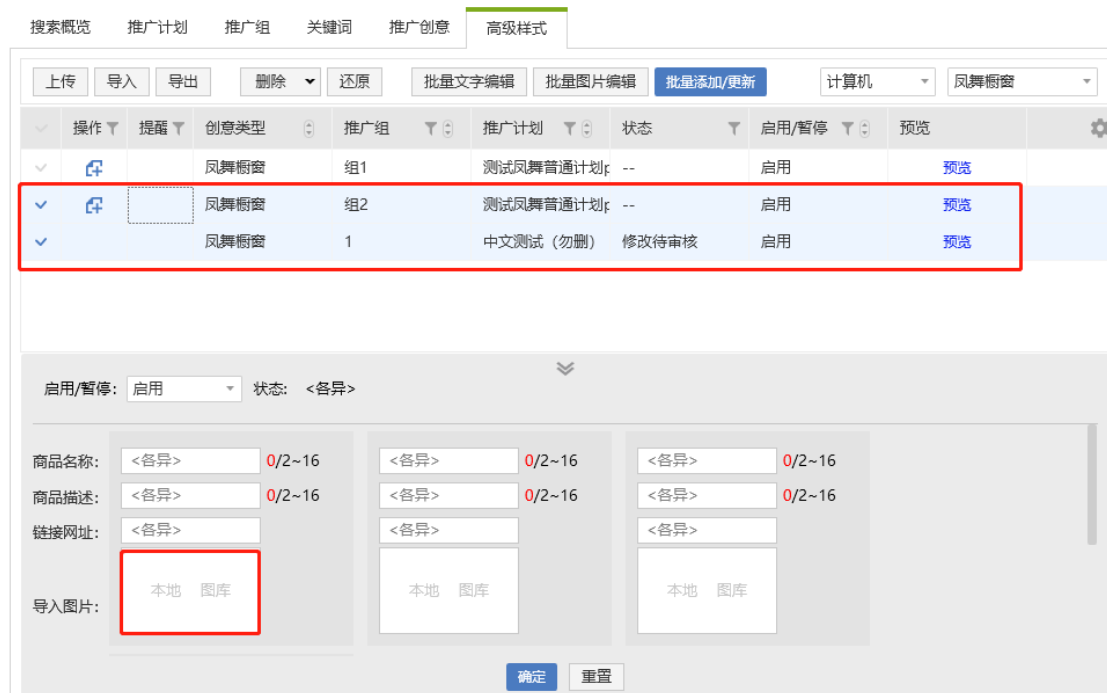 搜索概览 推广计划 推广组 关键词 推广创意 高级样式
上传 导入 导出 删除 还原 批量文字编辑 批量图片编辑 批量添加/更新 计算机 凤舞橱窗
操作 提醒 创意类型 推广组 推广计划 状态 启用/暂停 预览
凤舞橱窗 组1 测试凤舞普通计划p -- 启用 预览
凤舞橱窗 组2 测试凤舞普通计划p -- 启用 预览
凤舞橱窗 1 中文测试（勿删） 修改待审核 启用 预览
启用/暂停: 启用 状态: <各异>
商品名称: <各异> 0/2~16 <各异> 0/2~16 <各异> 0/2~16
商品描述: <各异> 0/2~16 <各异> 0/2~16 <各异> 0/2~16
链接网址: <各异> <各异> <各异>
导入图片: 本地 图库 本地 图库 本地 图库
确定 重置